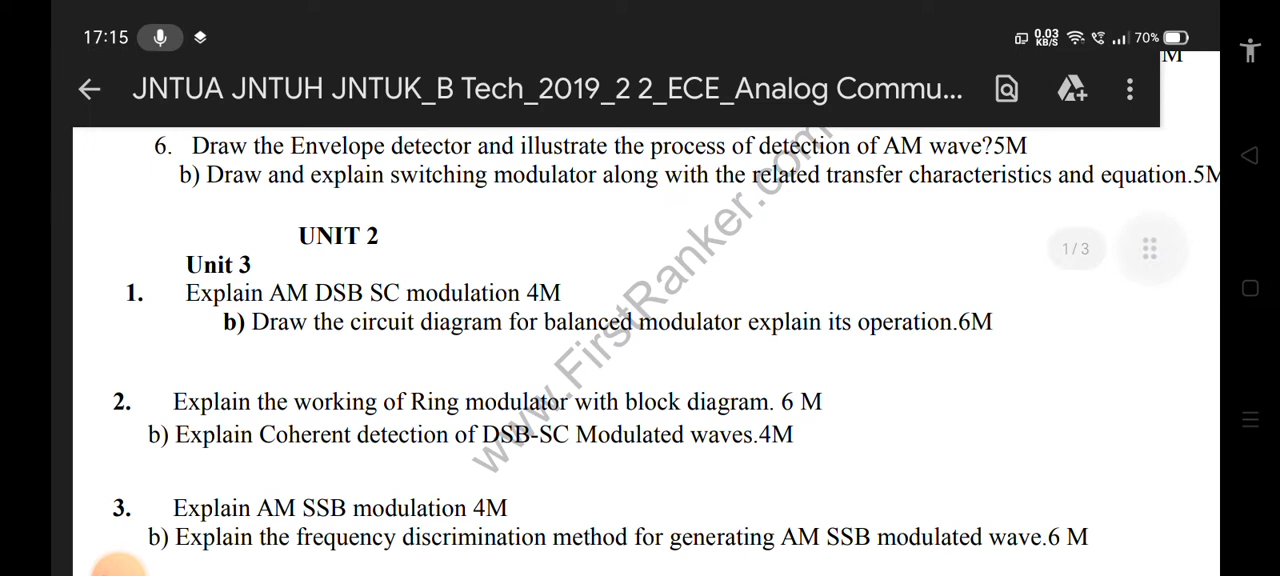 17:15
0.03 KB/S
70%
M
JNTUA JNTUH JNTUK_B Tech_2019_2 2_ECE_Analog Commu...
6. Draw the Envelope detector and illustrate the process of detection of AM wave?5M
b) Draw and explain switching modulator along with the related transfer characteristics and equation.5M
UNIT 2
1/3
Unit 3
1. Explain AM DSB SC modulation 4M
b) Draw the circuit diagram for balanced modulator explain its operation.6M
2. Explain the working of Ring modulator with block diagram. 6 M
b) Explain Coherent detection of DSB-SC Modulated waves.4M
3. Explain AM SSB modulation 4M
b) Explain the frequency discrimination method for generating AM SSB modulated wave.6 M
www.FirstRanker.com